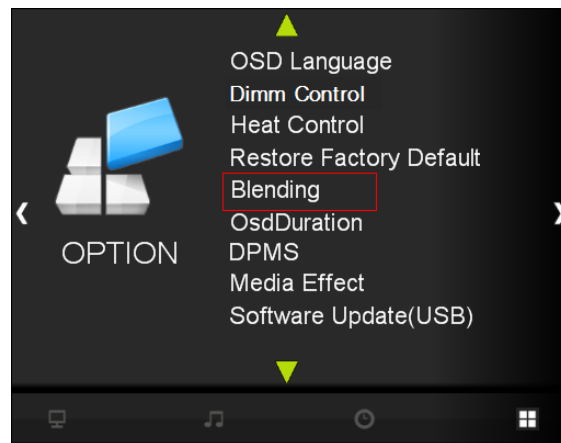 OSD Language
Dimm Control
Heat Control
Restore Factory Default
Blending
OsdDuration
OPTION
DPMS
Media Effect
Software Update(USB)